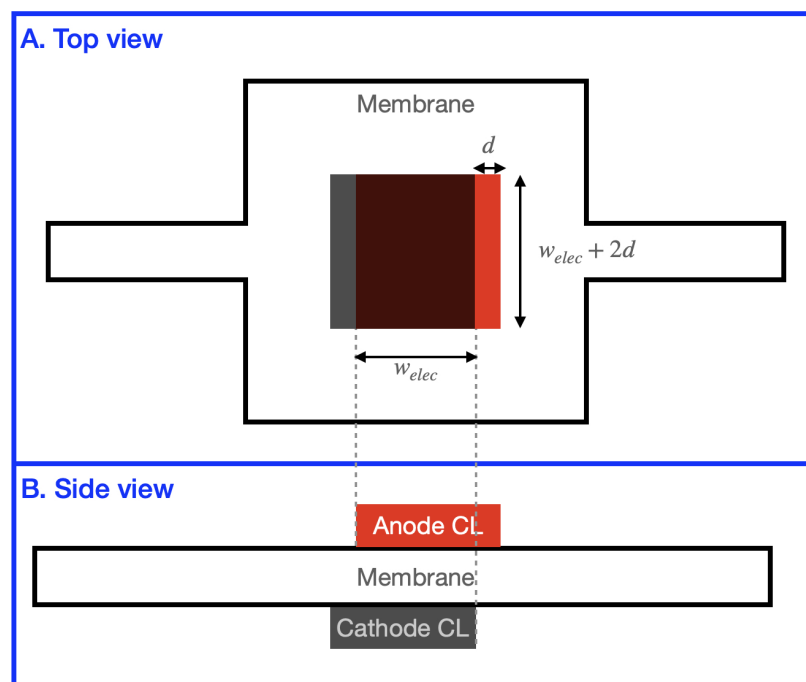 A. Top view
Membrane
d
w_elec + 2d
w_elec
B. Side view
Anode CL
Membrane
Cathode CL